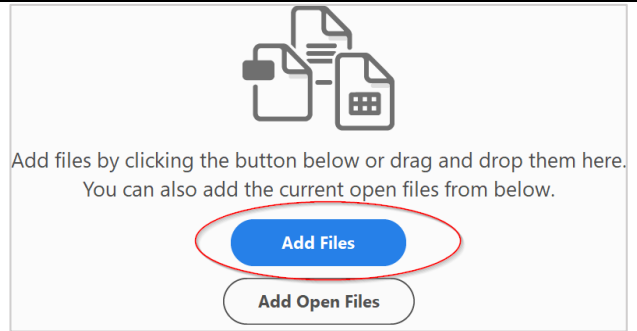 Add files by clicking the button below or drag and drop them here.
You can also add the current open files from below.
Add Files
Add Open Files